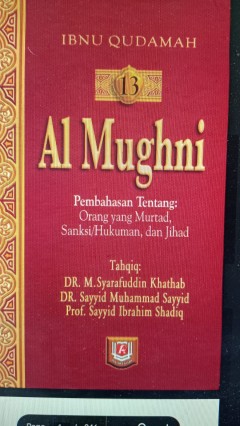 IBNU QUDAMAH
13
Al Mughni
Pembahasan Tentang:
Orang yang Murtad,
Sanksi/Hukuman, dan Jihad
Tahqiq:
DR. M.Syarafuddin Khathab
DR. Sayyid Muhammad Sayyid
Prof. Sayyid Ibrahim Shadiq